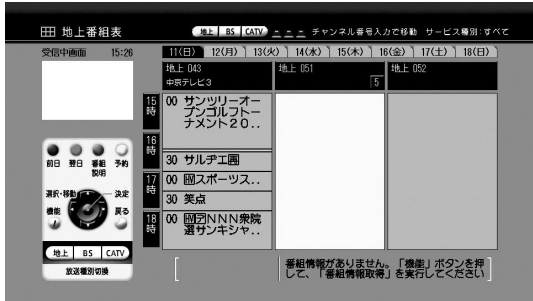 地上番組表
地上 BS CATV _ _ _ チャンネル番号入力で移動 サービス種別:すべて
受信中画面 15:26
11(日) 12(月) 13(火) 14(水) 15(木) 16(金) 17(土) 18(日)
地上 043 地上 051 地上 052
中京テレビ3 5
15時 00 サンツリーオー
プンゴルフトー
ナメント20..
16時
30 サルヂエ囲
17時 00 Wスポーツス..
30 笑点
18時 00 NNN衆院
選サンキシャ..
前日 翌日 番組説明 予約
選択・移動 決定
機能 戻る
地上 BS CATV
放送種別切換
番組情報がありません。「機能」ボタンを押
して、「番組情報取得」を実行してください